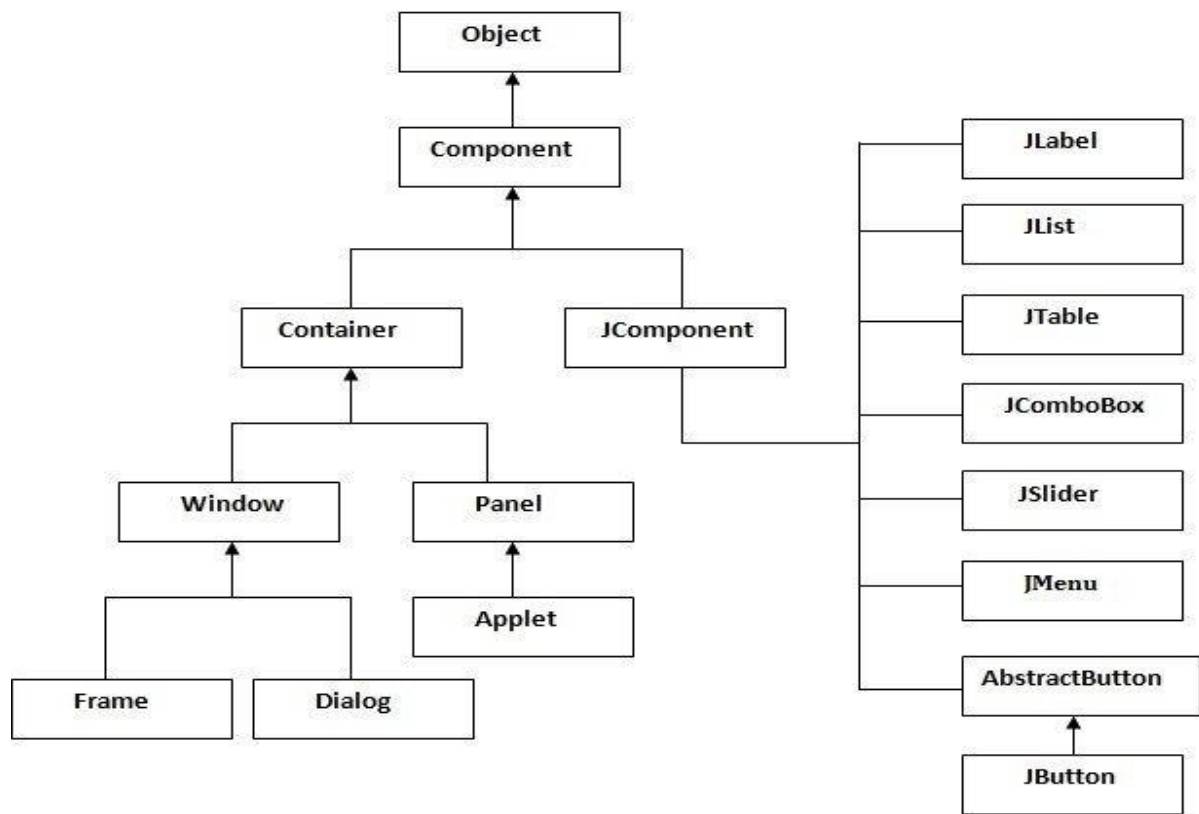 Object
Component
Container
JComponent
Window
Panel
Applet
Frame
Dialog
JLabel
JList
JTable
JComboBox
JSlider
JMenu
AbstractButton
JButton